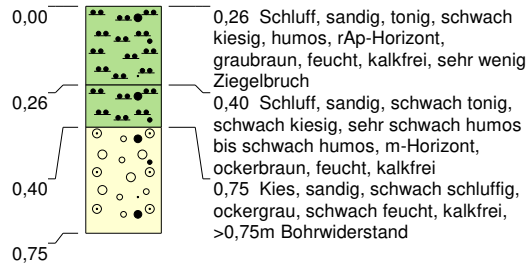 0,00
0,26
0,40
0,75
0,26 Schluff, sandig, tonig, schwach
kiesig, humos, rAp-Horizont,
graubraun, feucht, kalkfrei, sehr wenig
Ziegelbruch
0,40 Schluff, sandig, schwach tonig,
schwach kiesig, sehr schwach humos
bis schwach humos, m-Horizont,
ockerbraun, feucht, kalkfrei
0,75 Kies, sandig, schwach schluffig,
ockergrau, schwach feucht, kalkfrei,
>0,75m Bohrwiderstand